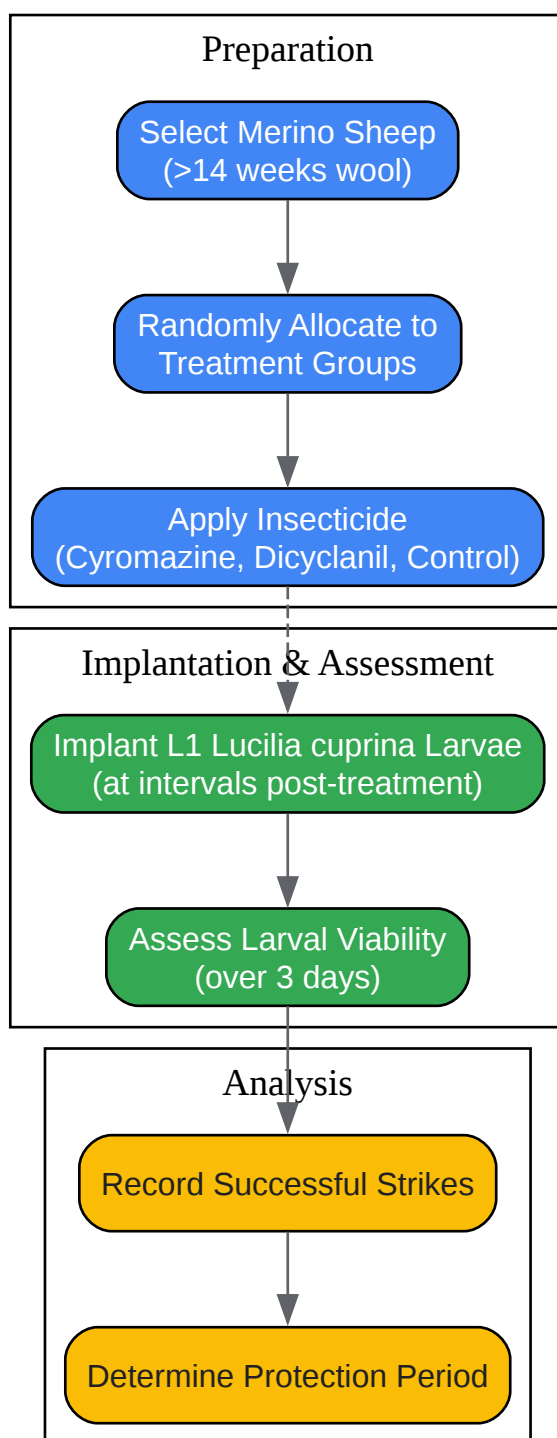 Preparation
Select Merino Sheep
(>14 weeks wool)
Randomly Allocate to
Treatment Groups
Apply Insecticide
(Cyromazine, Dicyclanil, Control)
Implantation & Assessment
Implant L1 Lucilia cuprina Larvae
(at intervals post-treatment)
Assess Larval Viability
(over 3 days)
Analysis
Record Successful Strikes
Determine Protection Period